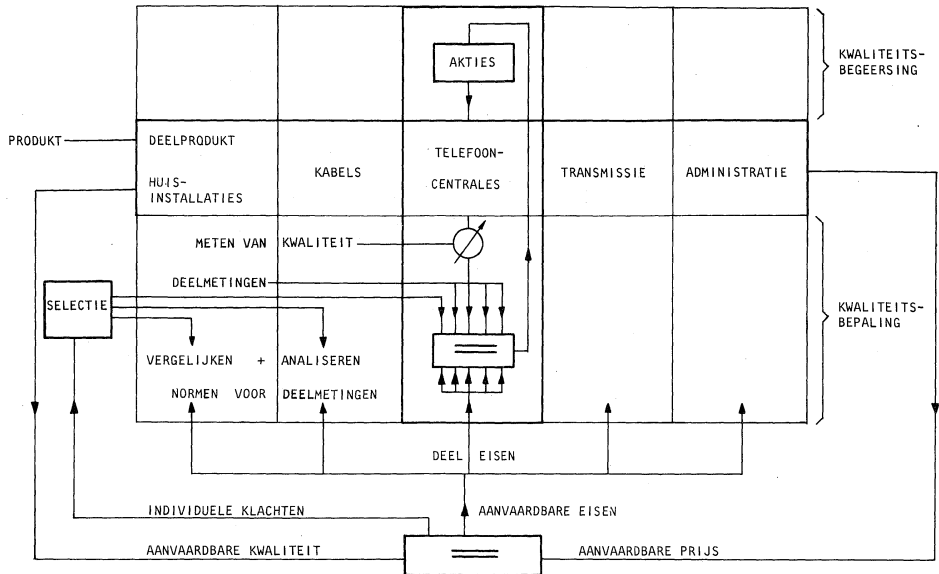 AKTIES
KWALITEITS-
BEGEERSING
PRODUKT
DEELPRODUKT
HUIS-
INSTALLATIES
KABELS
TELEFOON-
CENTRALES
TRANSMISSIE
ADMINISTRATIE
METEN VAN KWALITEIT
DEELMETINGEN
SELECTIE
KWALITEITS-
BEPALING
VERGELIJKEN + ANALISEREN
NORMEN VOOR DEELMETINGEN
DEEL EISEN
INDIVIDUELE KLACHTEN
AANVAARDBARE EISEN
AANVAARDBARE KWALITEIT
AANVAARDBARE PRIJS